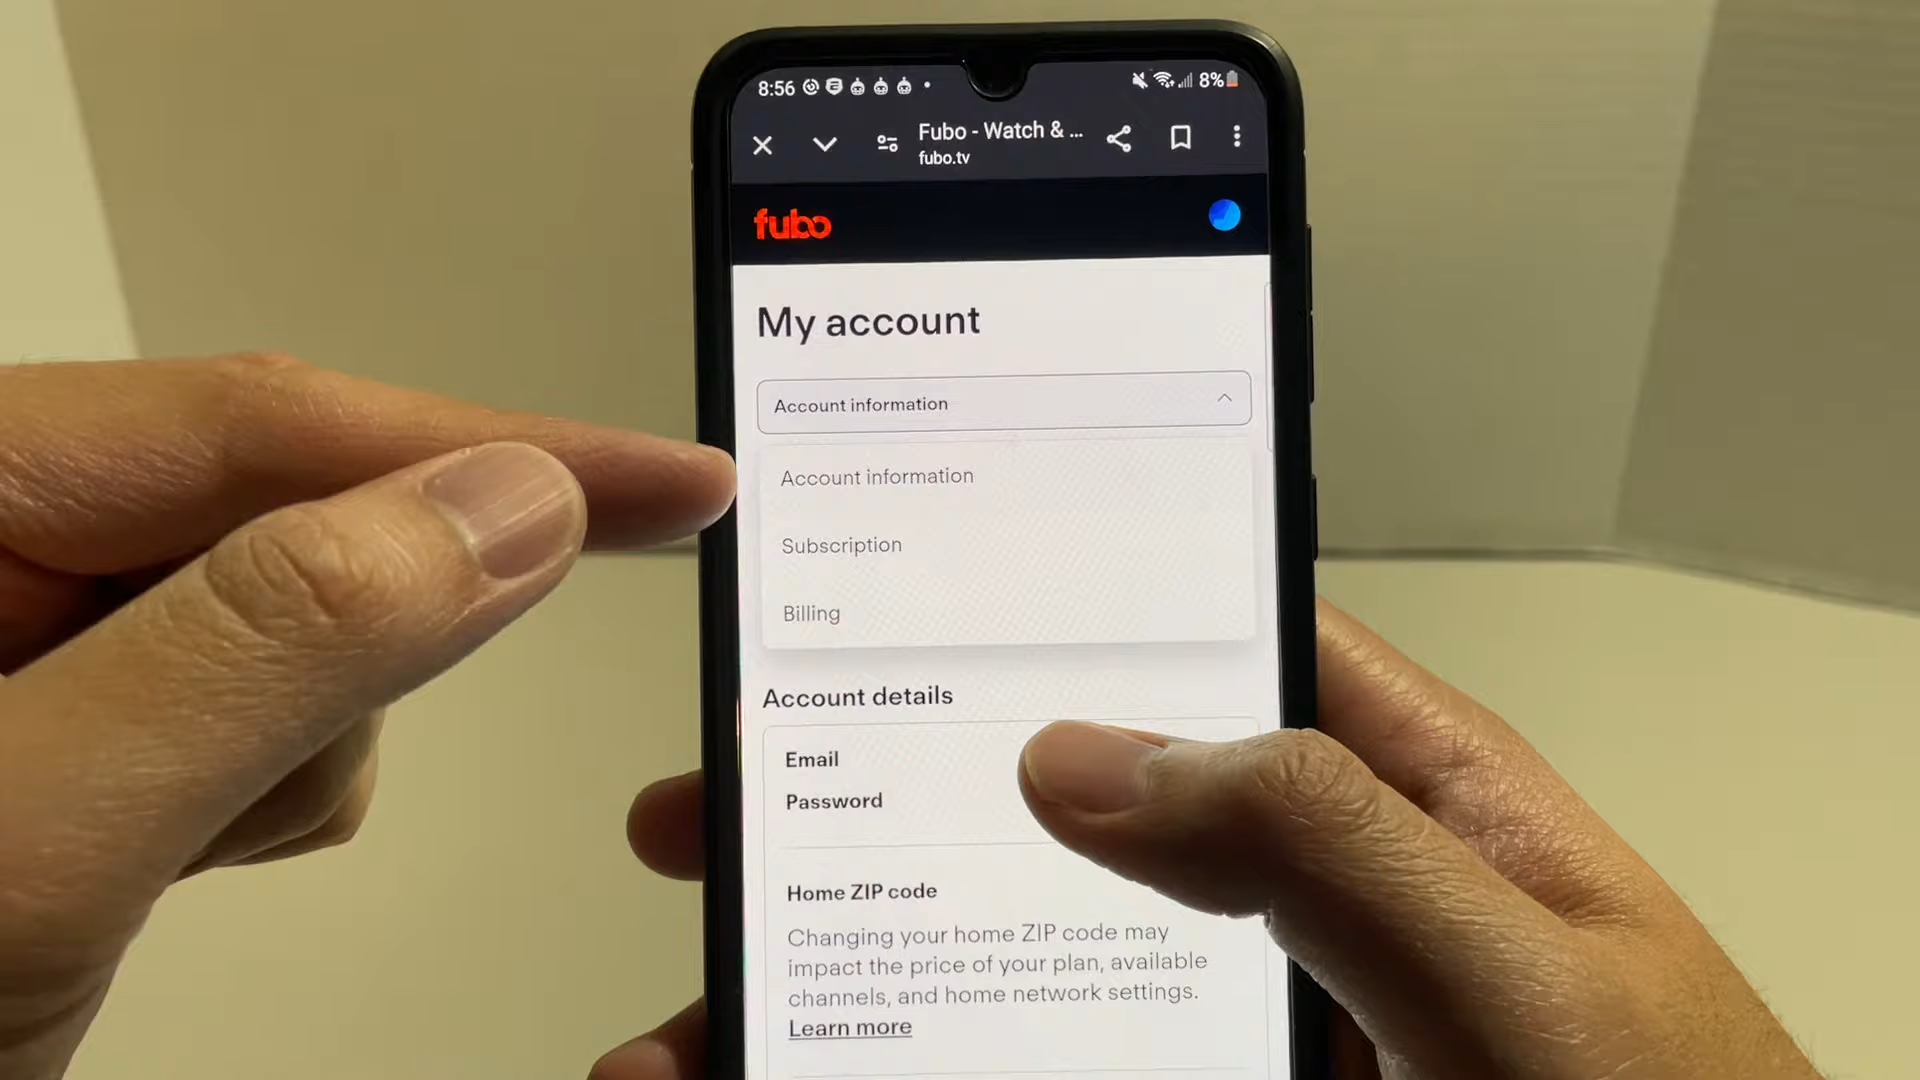 8:56
8%
Fubo - Watch & ...
fubo.tv
fubo
My account
Account information
Account information
Subscription
Billing
Account details
Email
Password
Home ZIP code
Changing your home ZIP code may
impact the price of your plan, available
channels, and home network settings.
Learn more